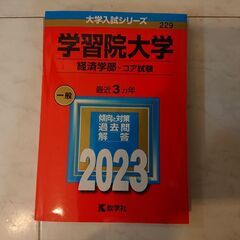 大学入試シリーズ
229
学習院大学
経済学部－コア試験
一般
最近3カ年
傾向と対策
過去問
解答
2023
教学社